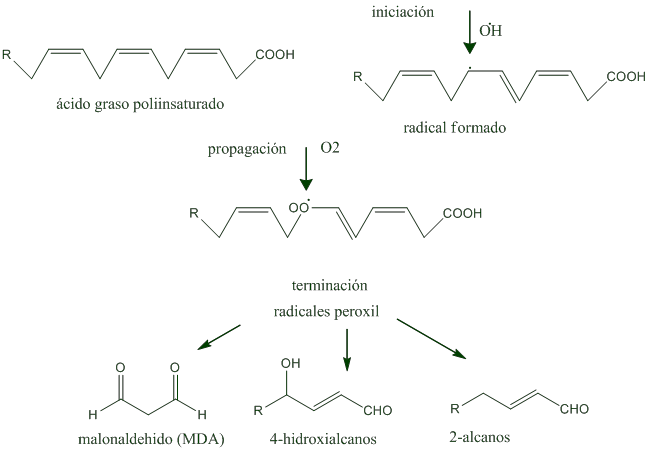 iniciación
ȮH
R
COOH
ácido graso poliinsaturado
R
COOH
radical formado
propagación O2
R
OO•
COOH
terminación
radicales peroxil
O O
H H
malonaldehido (MDA)
OH
R
CHO
4-hidroxialcanos
R
CHO
2-alcanos